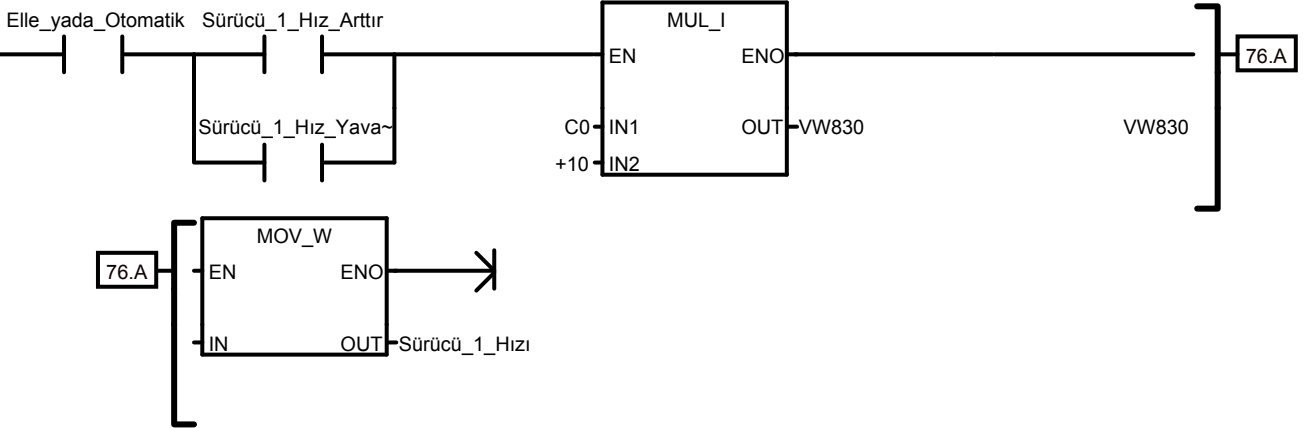 Elle_yada_Otomatik Sürücü_1_Hız_Arttır MUL_I
EN ENO 76.A
Sürücü_1_Hız_Yava~ C0 IN1 OUT VW830 VW830
+10 IN2
MOV_W
76.A EN ENO
IN OUT Sürücü_1_Hızı